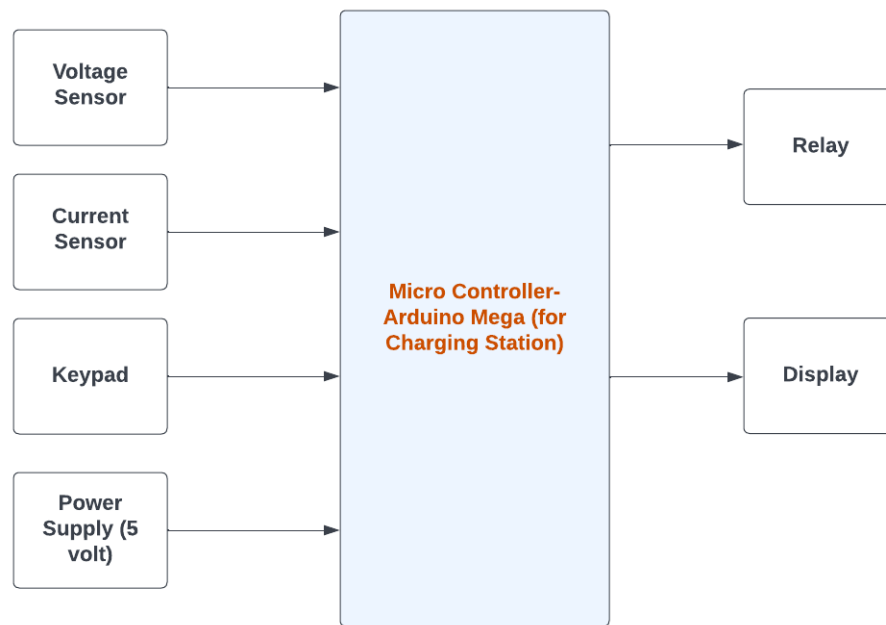 Voltage
Sensor
Current
Sensor
Keypad
Power
Supply (5
volt)
Micro Controller-
Arduino Mega (for
Charging Station)
Relay
Display